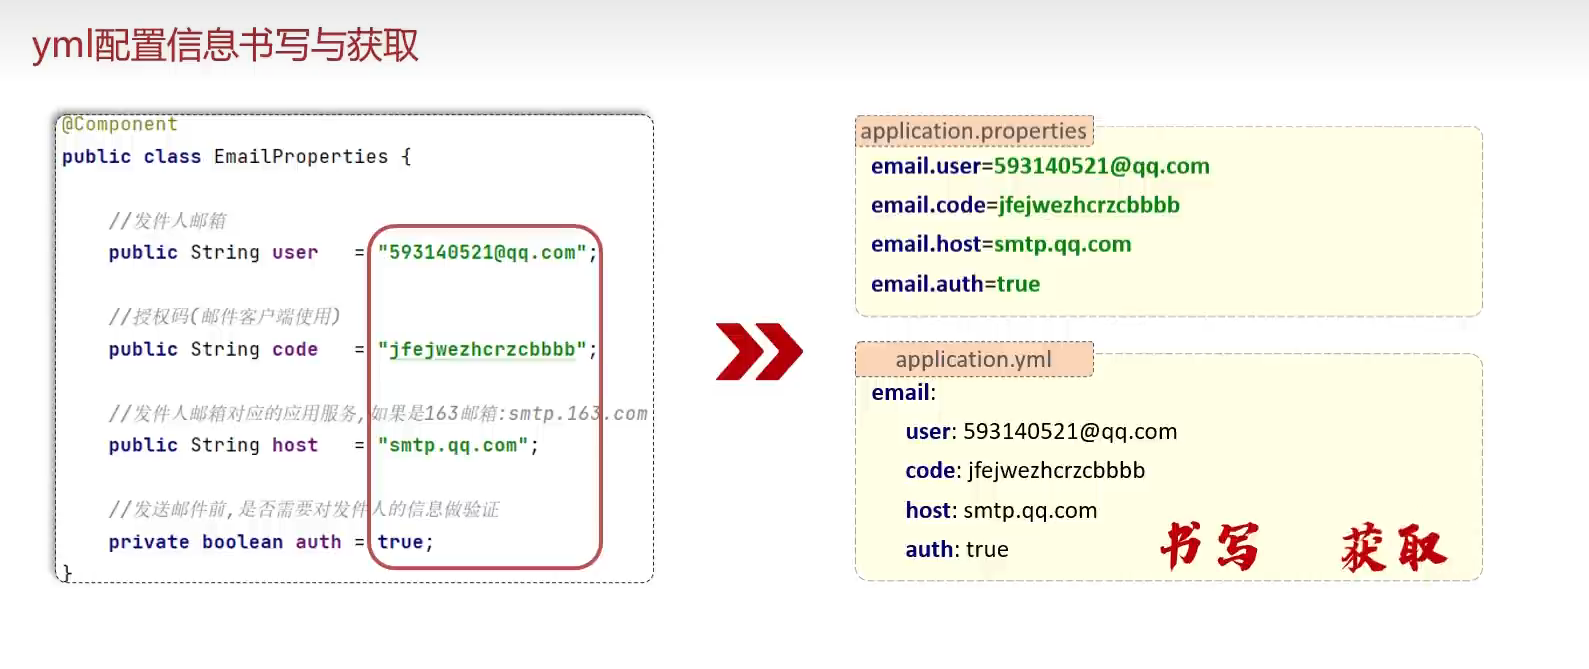 yml配置信息书写与获取
@Component
public class EmailProperties {
//发件人邮箱
public String user = "593140521@qq.com";
//授权码(邮件客户端使用)
public String code = "jfejwezhcrzcbbbb";
//发件人邮箱对应的应用服务,如果是163邮箱:smtp.163.com
public String host = "smtp.qq.com";
//发送邮件前,是否需要对发件人的信息做验证
private boolean auth = true;
}
application.properties
email.user=593140521@qq.com
email.code=jfejwezhcrzcbbbb
email.host=smtp.qq.com
email.auth=true
application.yml
email:
user: 593140521@qq.com
code: jfejwezhcrzcbbbb
host: smtp.qq.com
auth: true
书写 获取